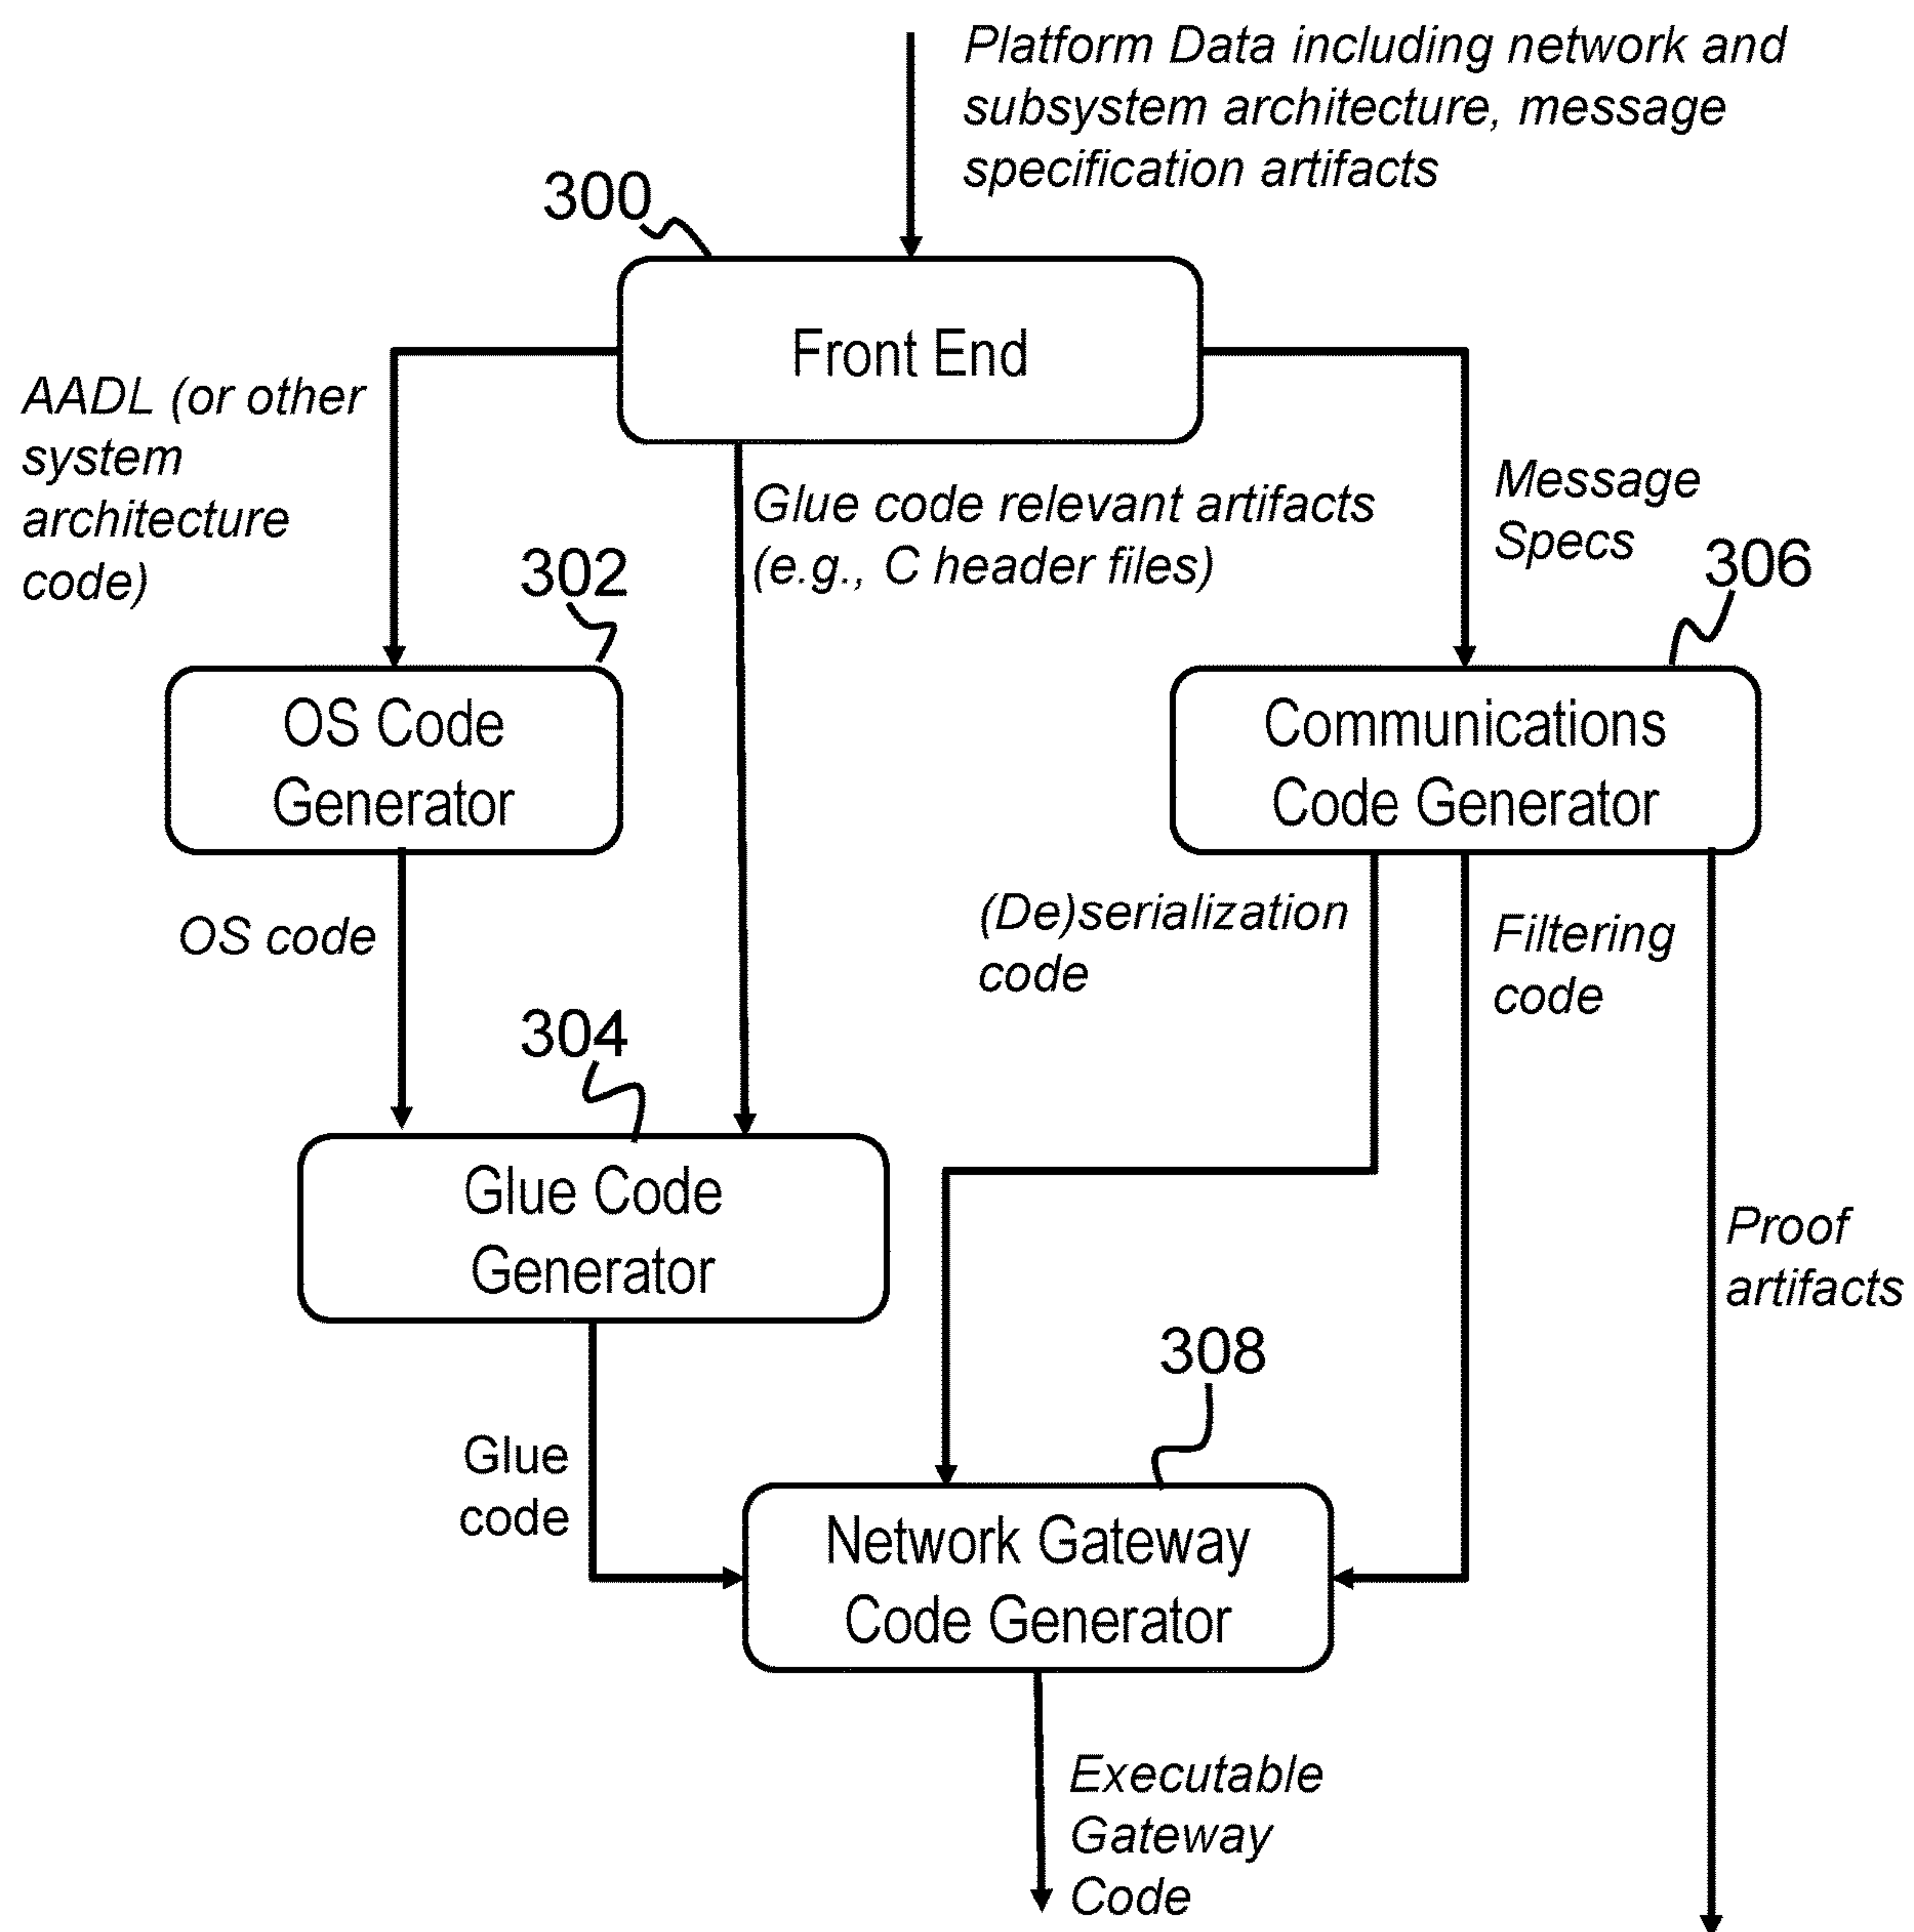 Platform Data including network and
subsystem architecture, message
specification artifacts
300
Front End
AADL (or other
system
architecture
code)
Glue code relevant artifacts
(e.g., C header files)
Message
Specs
302
306
OS Code
Generator
Communications
Code Generator
OS code
(De)serialization
code
Filtering
code
304
Glue Code
Generator
Proof
artifacts
308
Glue
code
Network Gateway
Code Generator
Executable
Gateway
Code